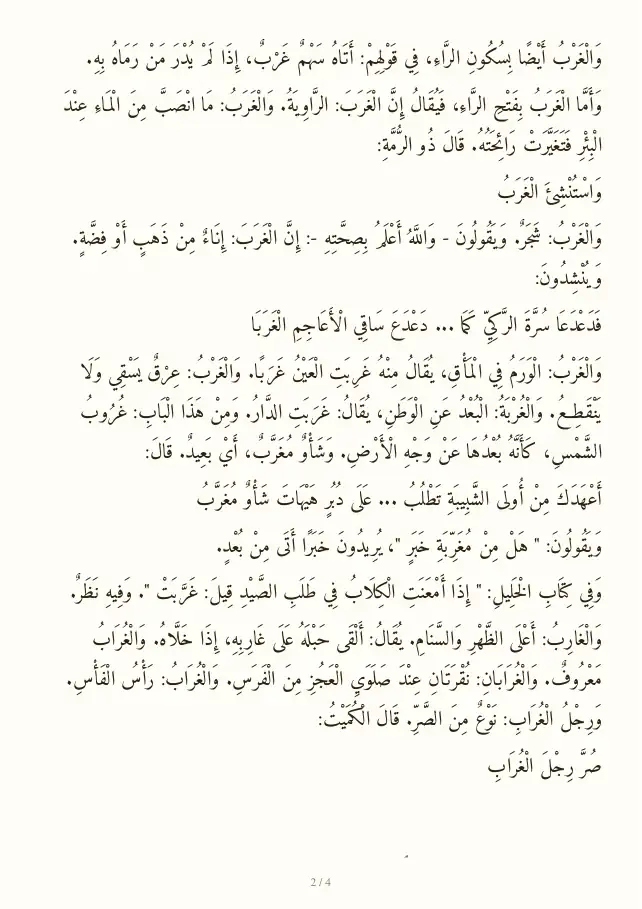 وَالْغَرْبُ أَيْضًا بِسُكُونِ الرَّاءِ، فِي قَوْلِهِمْ: أَتَاهُ سَهْمٌ غَرْبٌ، إِذَا لَمْ يُدْرَ مَنْ رَمَاهُ بِهِ.
وَأَمَّا الْغَرَبُ بِفَتْحِ الرَّاءِ، فَيُقَالُ إِنَّ الْغَرَبَ: الرَّاوِيَةُ. وَالْغَرَبُ: مَا انْصَبَّ مِنَ الْمَاءِ عِنْدَ
الْبِئْرِ فَتَغَيَّرَتْ رَائِحَتُهُ. قَالَ ذُو الرُّمَّةِ:
وَاسْتُنْشِئَ الْغَرَبُ
وَالْغَرْبُ: شَجَرٌ. وَيَقُولُونَ - وَاللَّهُ أَعْلَمُ بِصِحَّتِهِ -: إِنَّ الْغَرَبَ: إِنَاءٌ مِنْ ذَهَبٍ أَوْ فِضَّةٍ.
وَيُنْشِدُونَ:
فَدَعْدَعَا سُرَّةَ الرَّكِيِّ كَمَا ... دَعْدَعَ سَاقِي الْأَعَاجِمِ الْغَرَبَا
وَالْغَرْبُ: الْوَرَمُ فِي الْمَأْقِ، يُقَالُ مِنْهُ غَرِبَتِ الْعَيْنُ غَرَبًا. وَالْغَرْبُ: عِرْقٌ يَسْقِي وَلَا
يَنْقَطِعُ. وَالْغُرْبَةُ: الْبُعْدُ عَنِ الْوَطَنِ، يُقَالُ: غَرَبَتِ الدَّارُ. وَمِنْ هَذَا الْبَابِ: غُرُوبُ
الشَّمْسِ، كَأَنَّهُ بُعْدُهَا عَنْ وَجْهِ الْأَرْضِ. وَشَأْوٌ مُغَرَّبٌ، أَيْ بَعِيدٌ. قَالَ:
أَعْهَدَكَ مِنْ أُولَى الشَّبِيبَةِ تَطْلُبُ ... عَلَى دُبُرٍ هَيْهَاتَ شَأْوٌ مُغَرَّبُ
وَيَقُولُونَ: " هَلْ مِنْ مُغَرِّبَةِ خَبَرٍ "، يُرِيدُونَ خَبَرًا أَتَى مِنْ بُعْدٍ.
وَفِي كِتَابِ الْخَلِيلِ: " إِذَا أَمْعَنَتِ الْكِلَابُ فِي طَلَبِ الصَّيْدِ قِيلَ: غَرَّبَتْ ". وَفِيهِ نَظَرٌ.
وَالْغَارِبُ: أَعْلَى الظَّهْرِ وَالسَّنَامِ. يُقَالُ: أَلْقَى حَبْلَهُ عَلَى غَارِبِهِ، إِذَا خَلَّاهُ. وَالْغُرَابُ
مَعْرُوفٌ. وَالْغُرَابَانِ: نُقْرَتَانِ عِنْدَ صَلَوَيِ الْعَجُزِ مِنَ الْفَرَسِ. وَالْغُرَابُ: رَأْسُ الْفَأْسِ.
وَرِجْلُ الْغُرَابِ: نَوْعٌ مِنَ الصَّرِّ. قَالَ الْكُمَيْتُ:
صُرَّ رِجْلَ الْغُرَابِ
2 / 4